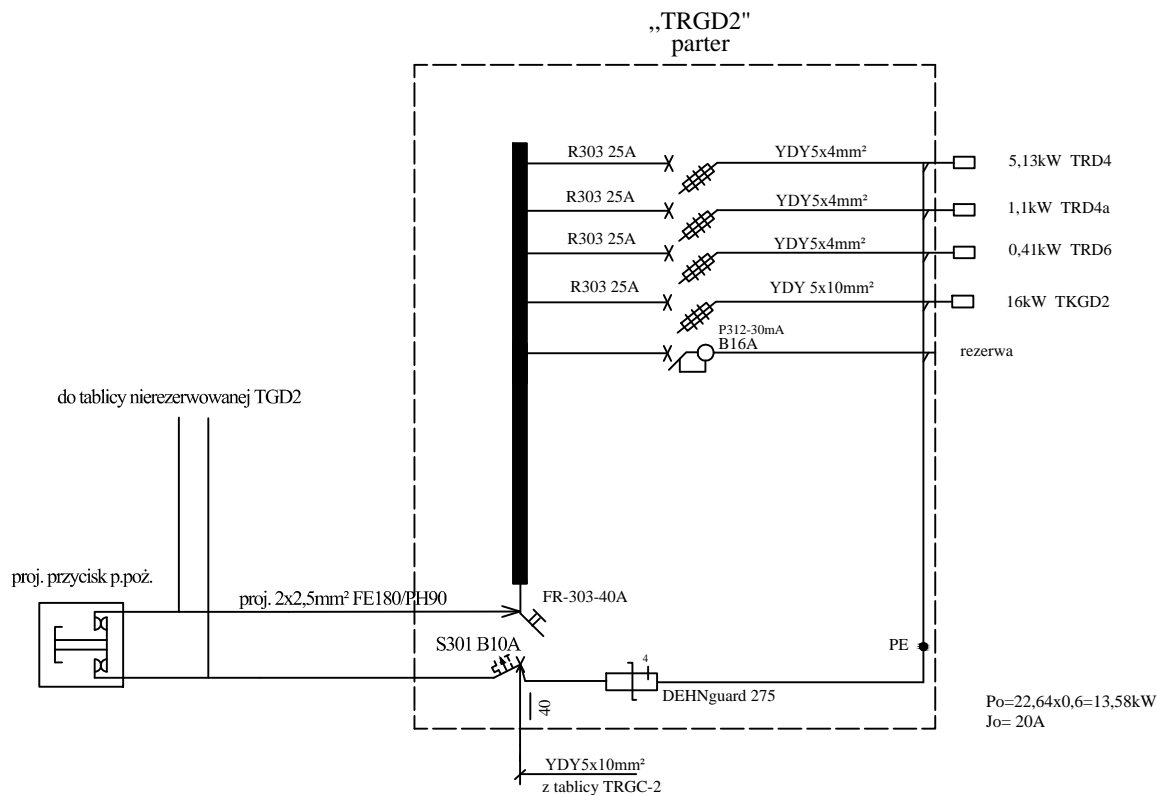 ,,TRGD2"
parter
R303 25A
YDY5x4mm²
5,13kW TRD4
R303 25A
YDY5x4mm²
1,1kW TRD4a
R303 25A
YDY5x4mm²
0,41kW TRD6
R303 25A
YDY 5x10mm²
16kW TKGD2
P312-30mA
B16A
rezerwa
do tablicy nierezerwowanej TGD2
proj. przycisk p.poż.
proj. 2x2,5mm² FE180/PH90
FR-303-40A
S301 B10A
PE
4
DEHNguard 275
40
Po=22,64x0,6=13,58kW
Jo= 20A
YDY5x10mm²
z tablicy TRGC-2